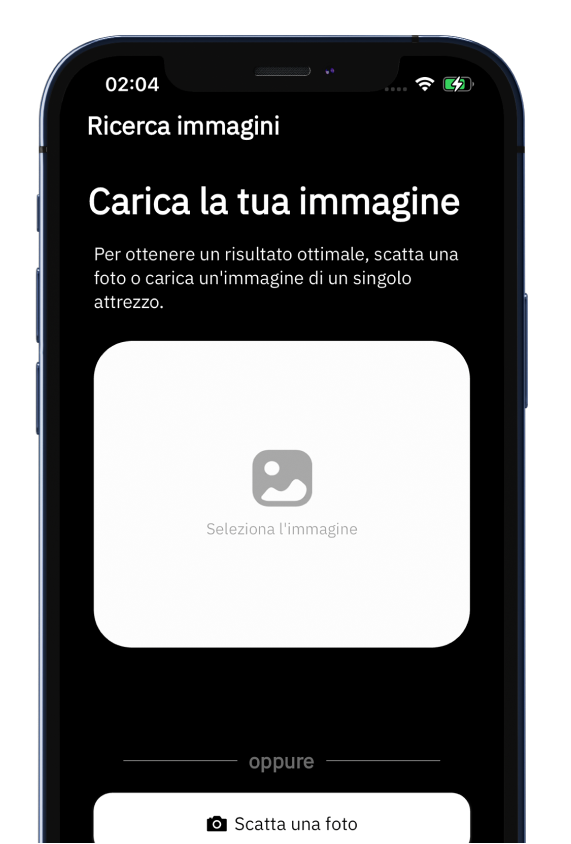 02:04
Ricerca immagini
Carica la tua immagine
Per ottenere un risultato ottimale, scatta una
foto o carica un'immagine di un singolo
attrezzo.
Seleziona l'immagine
oppure
Scatta una foto